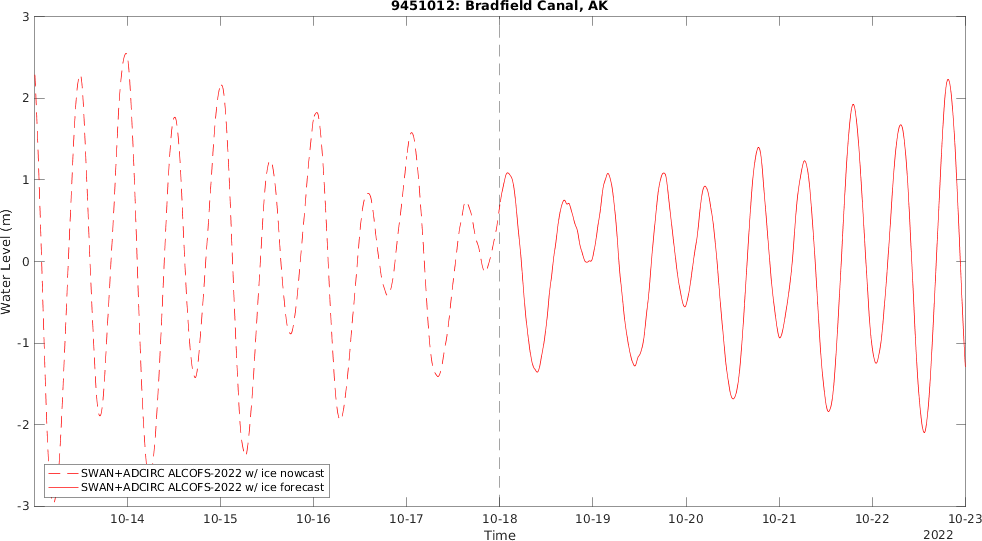 9451012: Bradfield Canal, AK
Water Level (m)
3
2
1
0
-1
-2
-3
SWAN+ADCIRC ALCOFS-2022 w/ ice nowcast
SWAN+ADCIRC ALCOFS-2022 w/ ice forecast
10-14 10-15 10-16 10-17 10-18 10-19 10-20 10-21 10-22 10-23
Time
2022